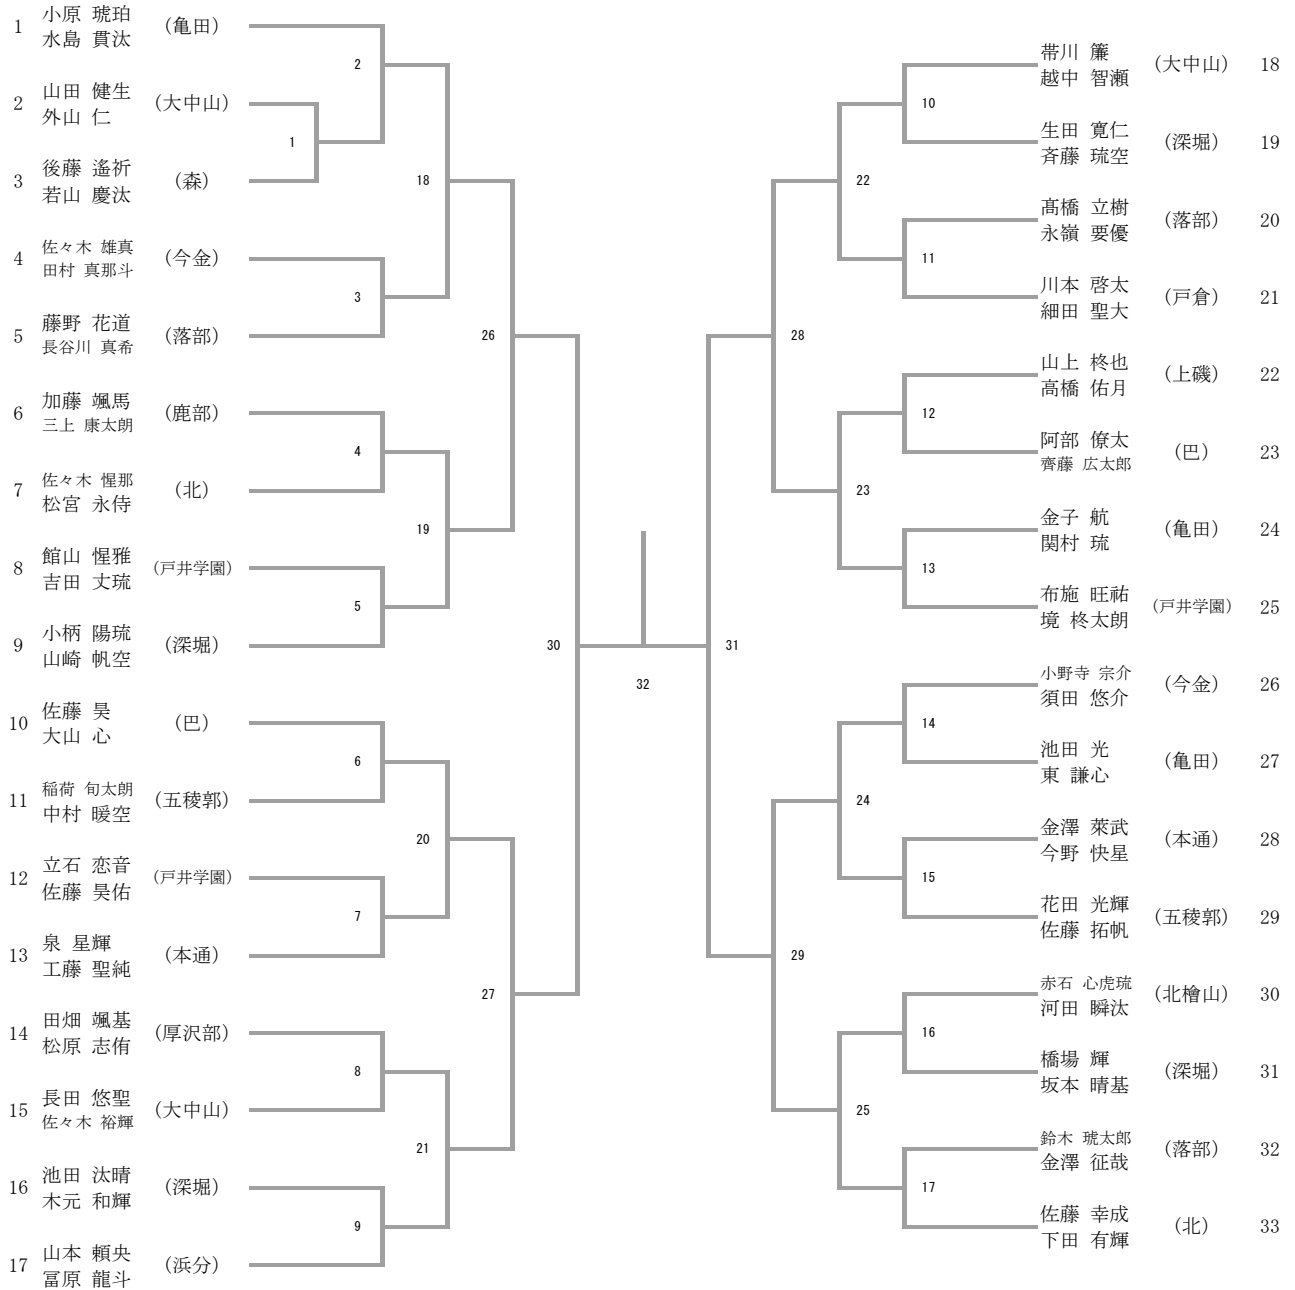 1 小原 琥珀 (亀田)
水島 貫汰
2 山田 健生 (大中山)
外山 仁
3 後藤 遙祈 (森)
若山 慶汰
4 佐々木 雄真 (今金)
田村 真那斗
5 藤野 花道 (落部)
長谷川 真希
6 加藤 颯馬 (鹿部)
三上 康太朗
7 佐々木 惺那 (北)
松宮 永侍
8 館山 惺雅 (戸井学園)
吉田 丈琉
9 小柄 陽琉 (深堀)
山崎 帆空
10 佐藤 昊 (巴)
大山 心
11 稲荷 旬太朗 (五稜郭)
中村 暖空
12 立石 恋音 (戸井学園)
佐藤 昊佑
13 泉 星輝 (本通)
工藤 聖純
14 田畑 颯基 (厚沢部)
松原 志侑
15 長田 悠聖 (大中山)
佐々木 裕輝
16 池田 汰晴 (深堀)
木元 和輝
17 山本 頼央 (浜分)
冨原 龍斗
1
2
3
4
5
6
7
8
9
18
19
20
21
26
27
30
32
31
28
29
22
23
24
25
10
11
12
13
14
15
16
17
帯川 簾 (大中山) 18
越中 智瀬
生田 寛仁 (深堀) 19
斉藤 琉空
髙橋 立樹 (落部) 20
永嶺 要優
川本 啓太 (戸倉) 21
細田 聖大
山上 柊也 (上磯) 22
高橋 佑月
阿部 僚太 (巴) 23
齊藤 広太郎
金子 航 (亀田) 24
関村 琉
布施 旺祐 (戸井学園) 25
境 柊太朗
小野寺 宗介 (今金) 26
須田 悠介
池田 光 (亀田) 27
東 謙心
金澤 萊武 (本通) 28
今野 快星
花田 光輝 (五稜郭) 29
佐藤 拓帆
赤石 心虎琉 (北檜山) 30
河田 瞬汰
橋場 輝 (深堀) 31
坂本 晴基
鈴木 琥太郎 (落部) 32
金澤 征哉
佐藤 幸成 (北) 33
下田 有輝